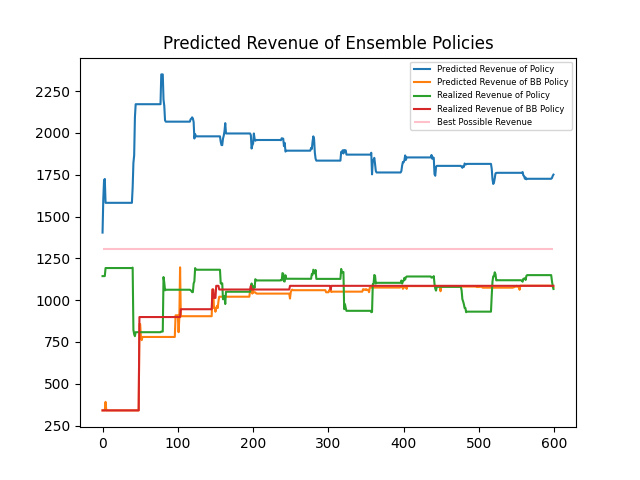 Predicted Revenue of Ensemble Policies
Predicted Revenue of Policy
Predicted Revenue of BB Policy
Realized Revenue of Policy
Realized Revenue of BB Policy
Best Possible Revenue
2250
2000
1750
1500
1250
1000
750
500
250
0 100 200 300 400 500 600